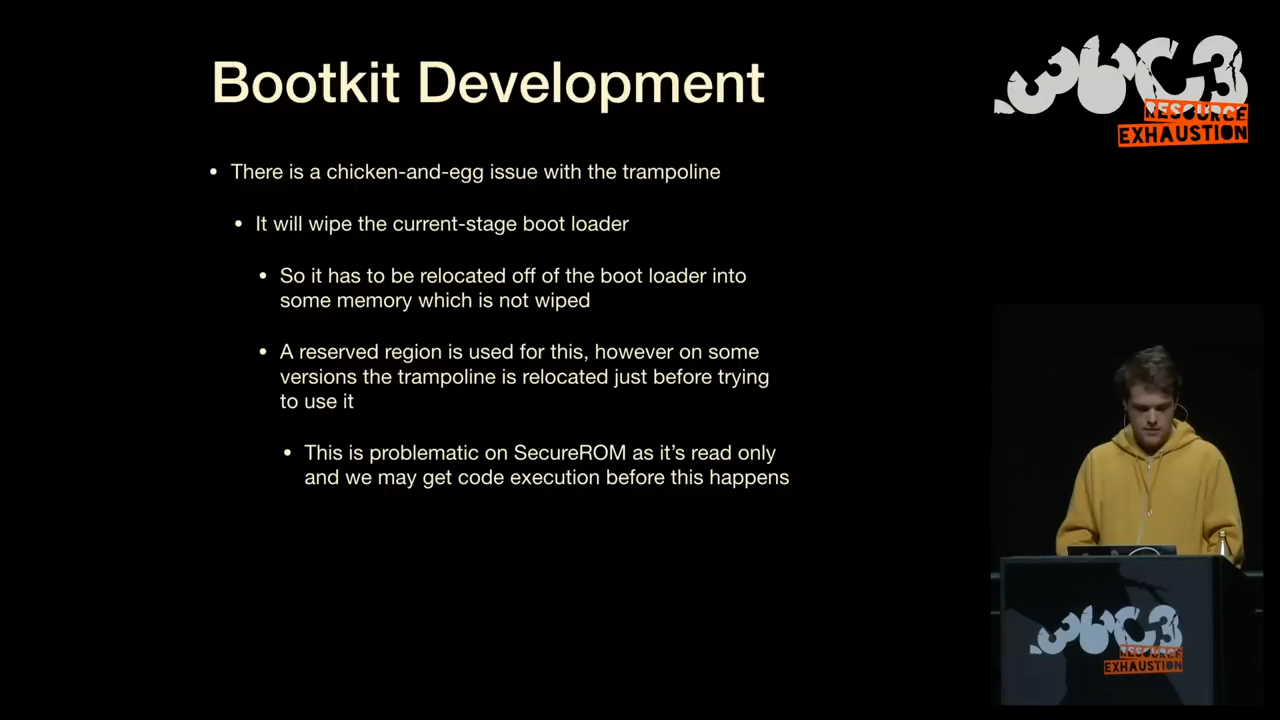 Bootkit Development
36C3
RESOURCE
EXHAUSTION
• There is a chicken-and-egg issue with the trampoline
• It will wipe the current-stage boot loader
• So it has to be relocated off of the boot loader into
some memory which is not wiped
• A reserved region is used for this, however on some
versions the trampoline is relocated just before trying
to use it
• This is problematic on SecureROM as it's read only
and we may get code execution before this happens
36C3
RESOURCE
EXHAUSTION